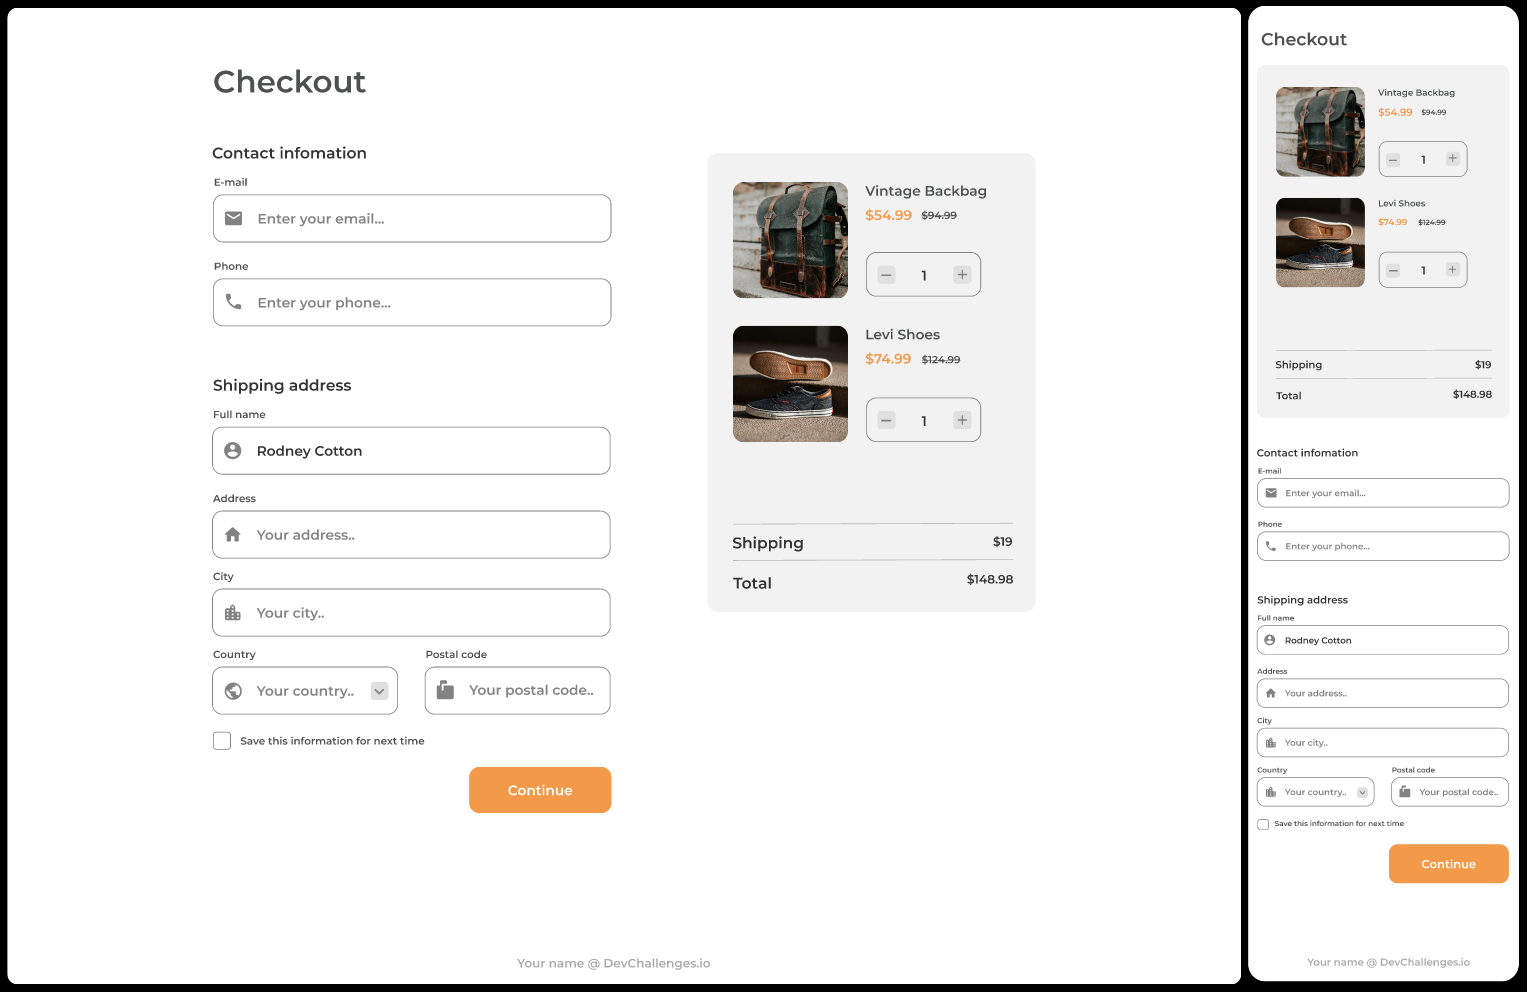 Checkout
Contact infomation
E-mail
Enter your email...
Phone
Enter your phone...
Shipping address
Full name
Rodney Cotton
Address
Your address..
City
Your city..
Country
Postal code
Your country..
Your postal code..
Save this information for next time
Continue
Vintage Backbag
$54.99 $94.99
1
Levi Shoes
$74.99 $124.99
1
Shipping $19
Total $148.98
Your name @ DevChallenges.io
Checkout
Vintage Backbag
$54.99 $94.99
1
Levi Shoes
$74.99 $124.99
1
Shipping $19
Total $148.98
Contact infomation
E-mail
Enter your email...
Phone
Enter your phone...
Shipping address
Full name
Rodney Cotton
Address
Your address..
City
Your city..
Country
Postal code
Your country..
Your postal code..
Save this information for next time
Continue
Your name @ DevChallenges.io